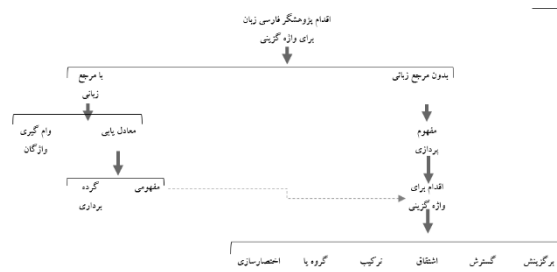 اقدام پژوهشگر فارسی زبان
برای واژه گزینی
بدون مرجع زبانی
با مرجع
زبانی
مفهوم
پردازی
معادل یابی
وام گیری
واژگان
اقدام برای
واژه گزینی
مفهومی
گرده
برداری
برگزینش
گسترش
اشتقاق
ترکیب
گروه یا
اختصارسازی